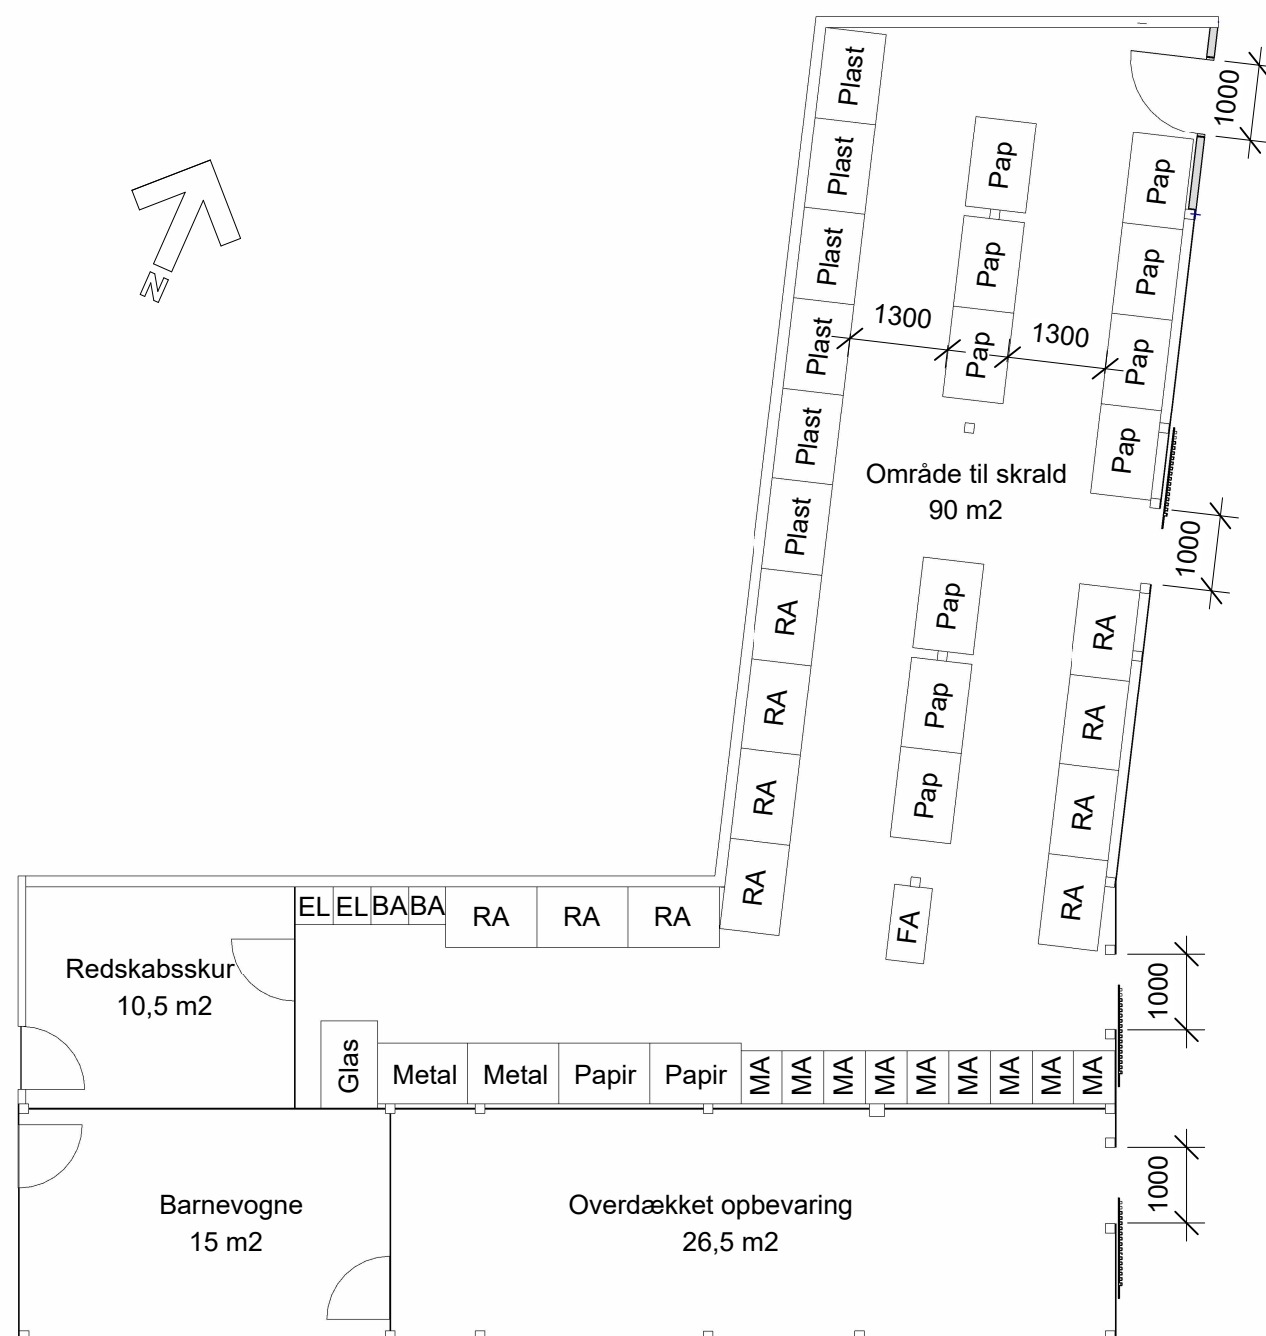 1000
Plast
Plast
Plast
Plast
Plast
Plast
Pap
Pap
Pap
Pap
Pap
Pap
Pap
N
1300
1300
Område til skrald
90 m2
1000
RA
RA
RA
RA
Pap
Pap
Pap
RA
RA
RA
RA
FA
EL
EL
BA
BA
RA
RA
RA
Redskabsskur
10,5 m2
1000
Glas
Metal
Metal
Papir
Papir
MA
MA
MA
MA
MA
MA
MA
MA
MA
Barnevogne
15 m2
Overdækket opbevaring
26,5 m2
1000